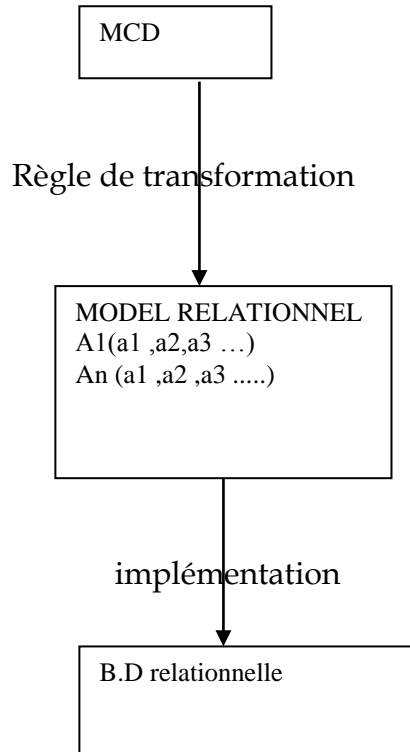 MCD
Règle de transformation
MODEL RELATIONNEL
A1(a1 ,a2,a3 …)
An (a1 ,a2 ,a3 .....)
implémentation
B.D relationnelle